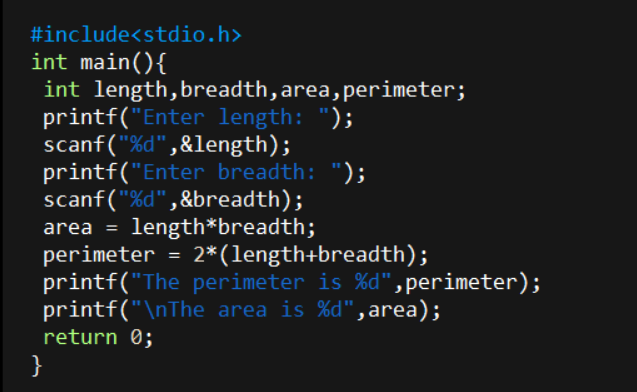 #include<stdio.h>
int main(){
int length,breadth,area,perimeter;
printf("Enter length: ");
scanf("%d",&length);
printf("Enter breadth: ");
scanf("%d",&breadth);
area = length*breadth;
perimeter = 2*(length+breadth);
printf("The perimeter is %d",perimeter);
printf("\nThe area is %d",area);
return 0;
}